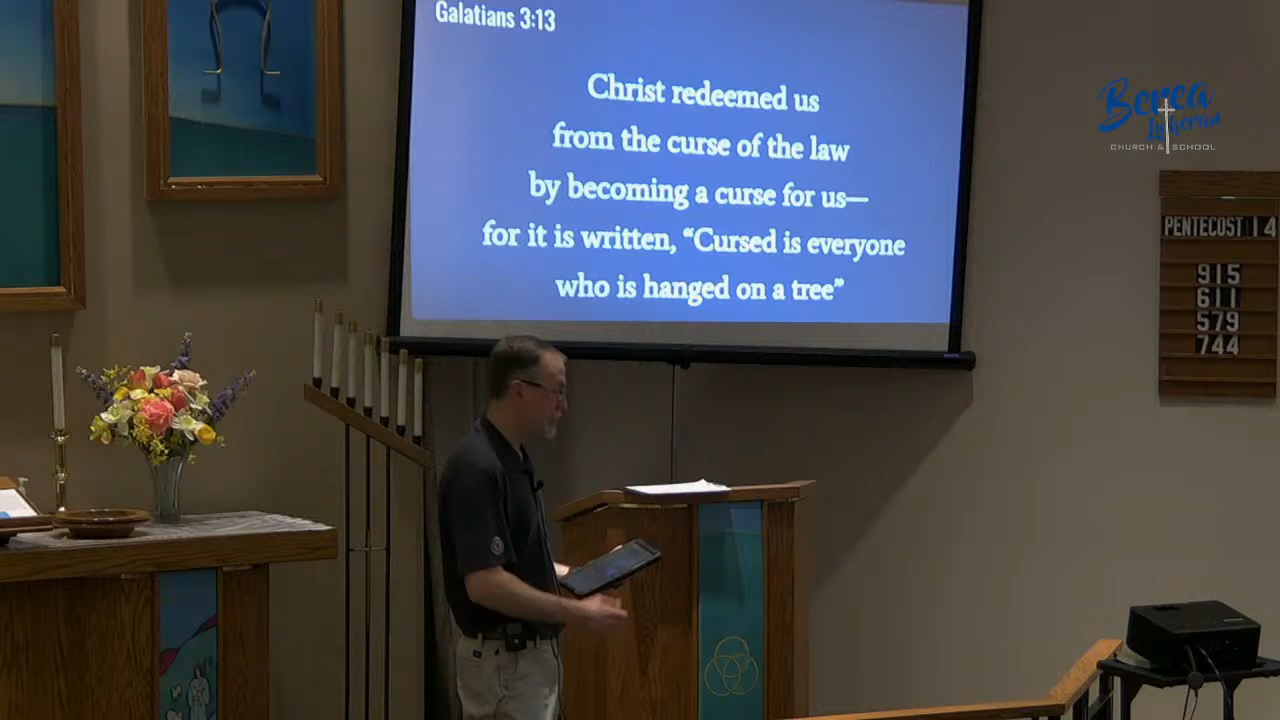 Galatians 3:13
Christ redeemed us
from the curse of the law
by becoming a curse for us—
for it is written, “Cursed is everyone
who is hanged on a tree”
Berea
Lutheran
CHURCH & SCHOOL
PENTECOST 14
915
611
579
744